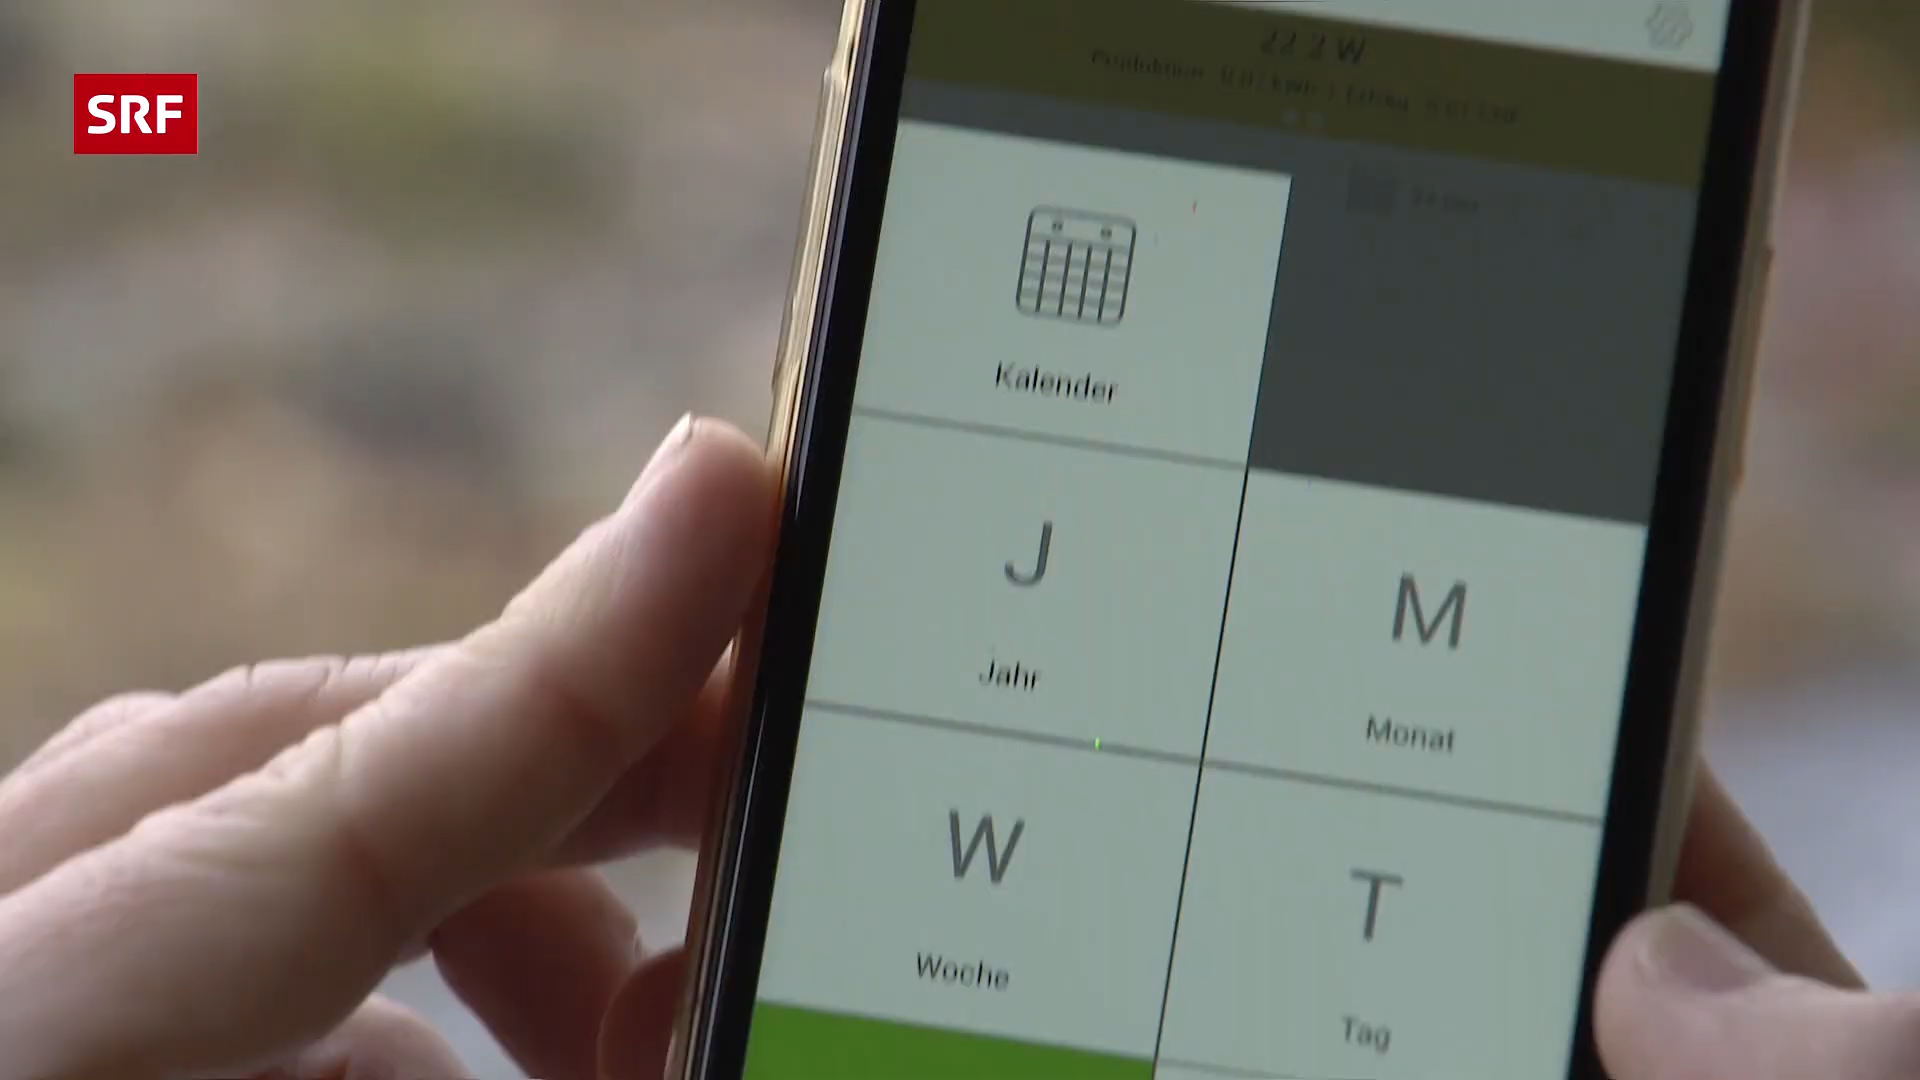 SRF
Kalender
J
Jahr
M
Monat
W
Woche
T
Tag